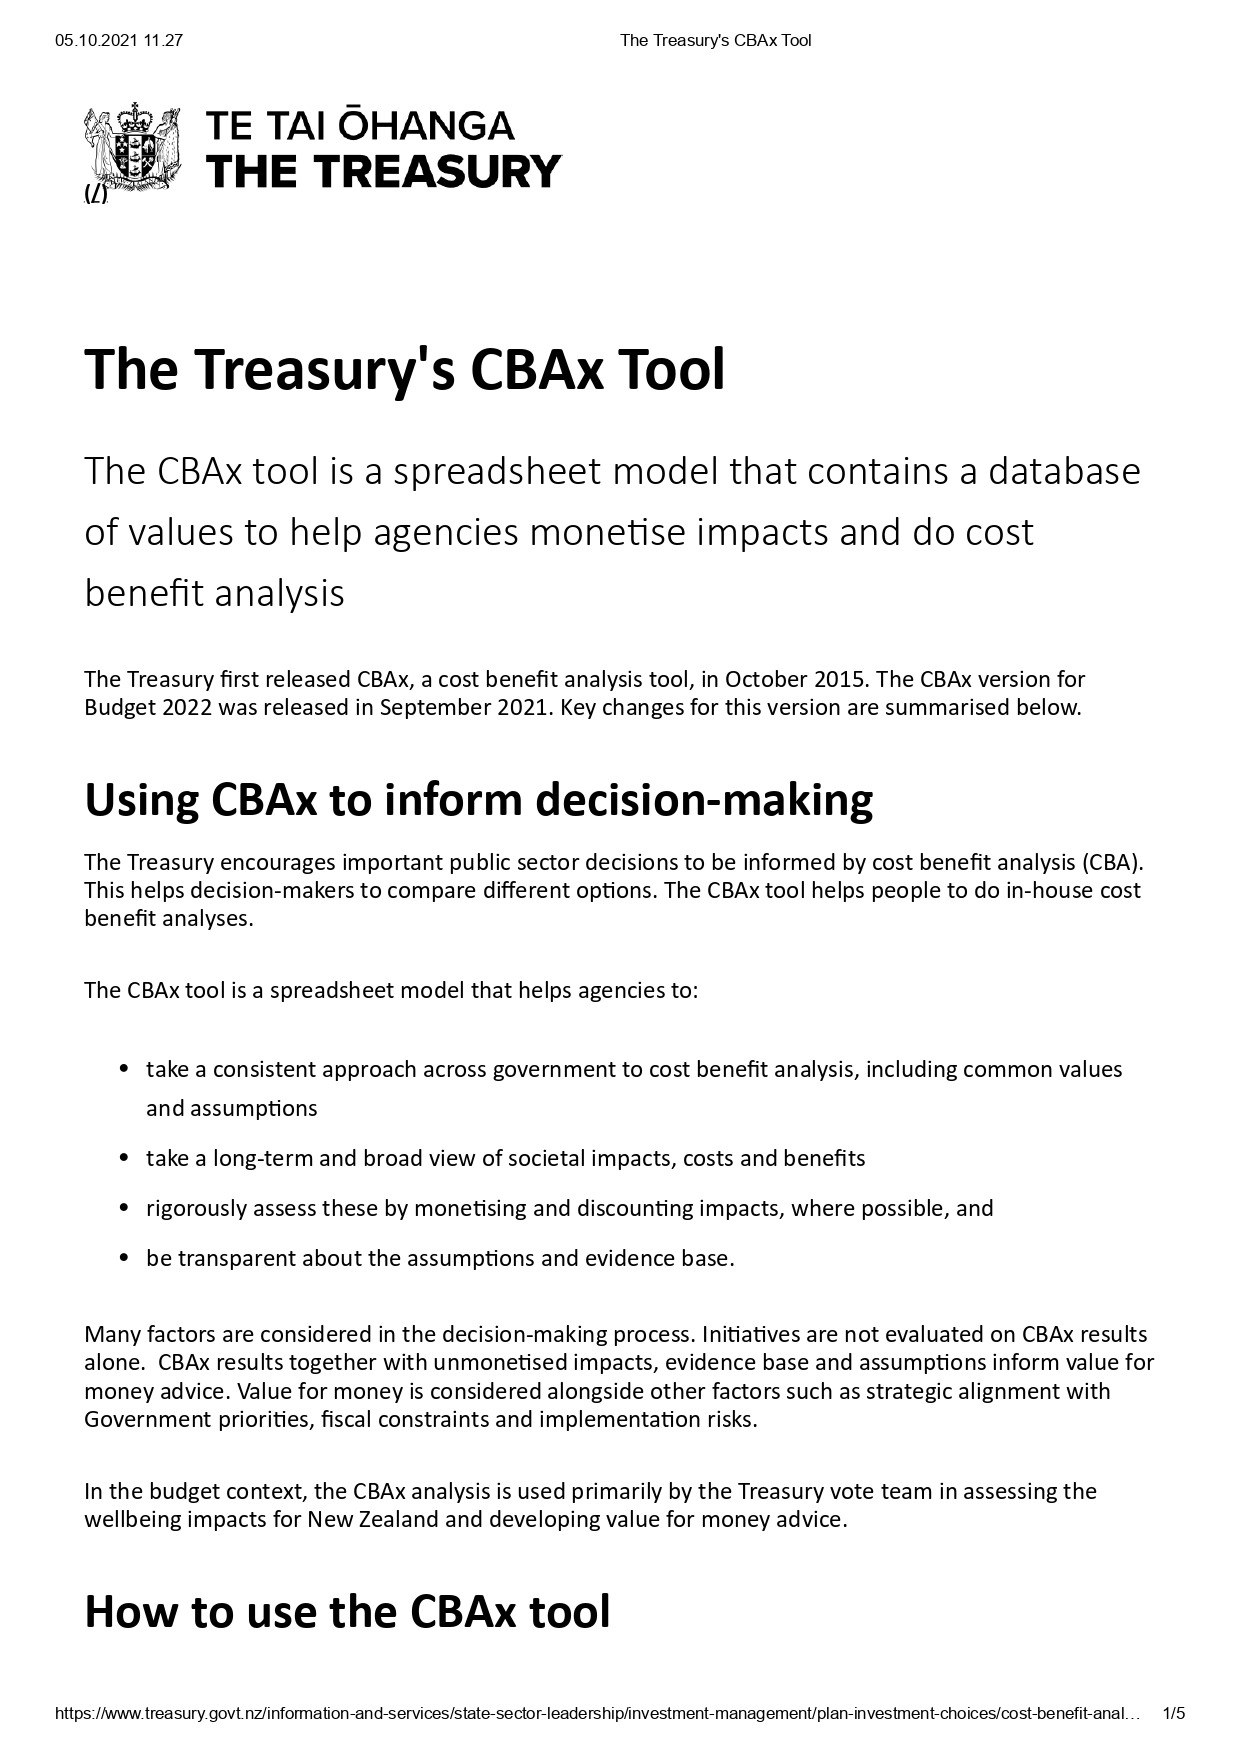 05.10.2021 11.27
The Treasury's CBAx Tool
TE TAI ŌHANGA
THE TREASURY
(/)
The Treasury's CBAx Tool
The CBAx tool is a spreadsheet model that contains a database
of values to help agencies monetise impacts and do cost
benefit analysis
The Treasury first released CBAx, a cost benefit analysis tool, in October 2015. The CBAx version for
Budget 2022 was released in September 2021. Key changes for this version are summarised below.
Using CBAx to inform decision-making
The Treasury encourages important public sector decisions to be informed by cost benefit analysis (CBA).
This helps decision-makers to compare different options. The CBAx tool helps people to do in-house cost
benefit analyses.
The CBAx tool is a spreadsheet model that helps agencies to:
• take a consistent approach across government to cost benefit analysis, including common values
and assumptions
• take a long-term and broad view of societal impacts, costs and benefits
• rigorously assess these by monetising and discounting impacts, where possible, and
• be transparent about the assumptions and evidence base.
Many factors are considered in the decision-making process. Initiatives are not evaluated on CBAx results
alone.  CBAx results together with unmonetised impacts, evidence base and assumptions inform value for
money advice. Value for money is considered alongside other factors such as strategic alignment with
Government priorities, fiscal constraints and implementation risks.
In the budget context, the CBAx analysis is used primarily by the Treasury vote team in assessing the
wellbeing impacts for New Zealand and developing value for money advice.
How to use the CBAx tool
https://www.treasury.govt.nz/information-and-services/state-sector-leadership/investment-management/plan-investment-choices/cost-benefit-anal…
1/5